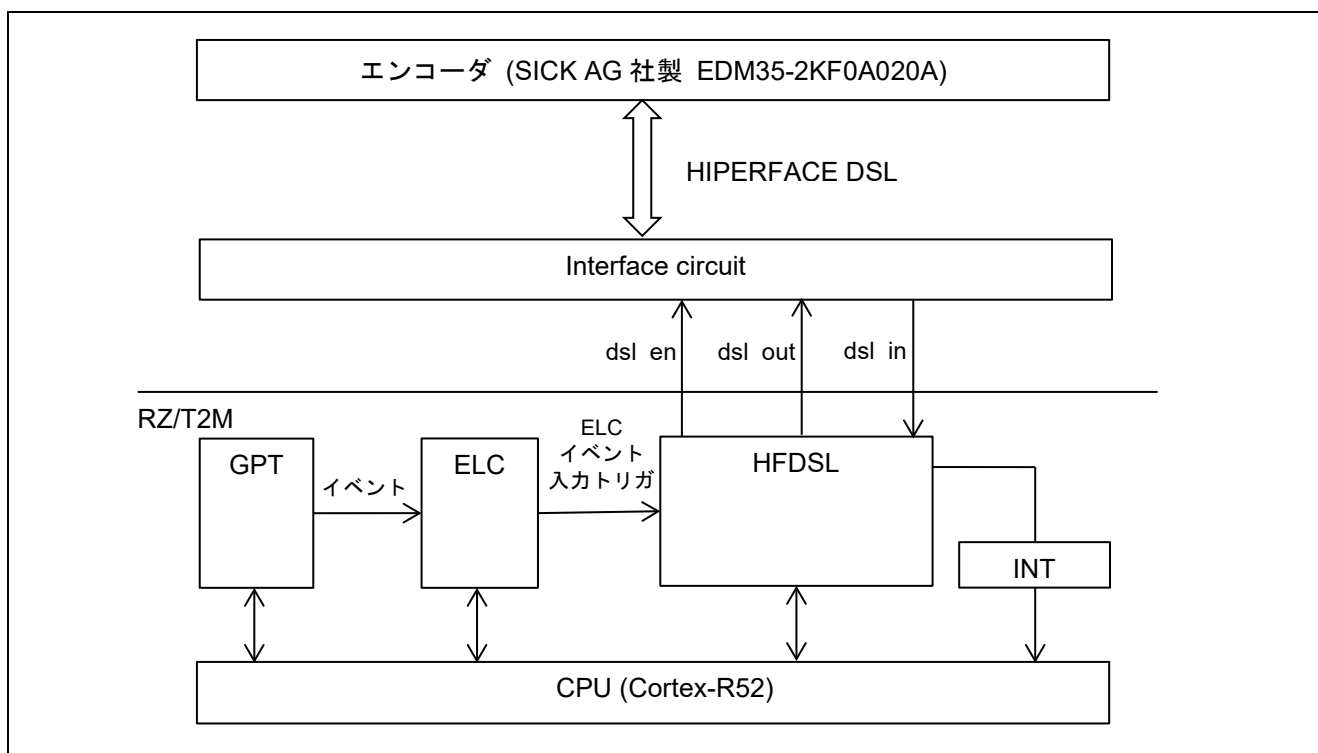 エンコーダ (SICK AG 社製 EDM35-2KF0A020A)
HIPERFACE DSL
Interface circuit
dsl en
dsl out
dsl in
RZ/T2M
GPT
イベント
ELC
ELC
イベント
入力トリガ
HFDSL
INT
CPU (Cortex-R52)